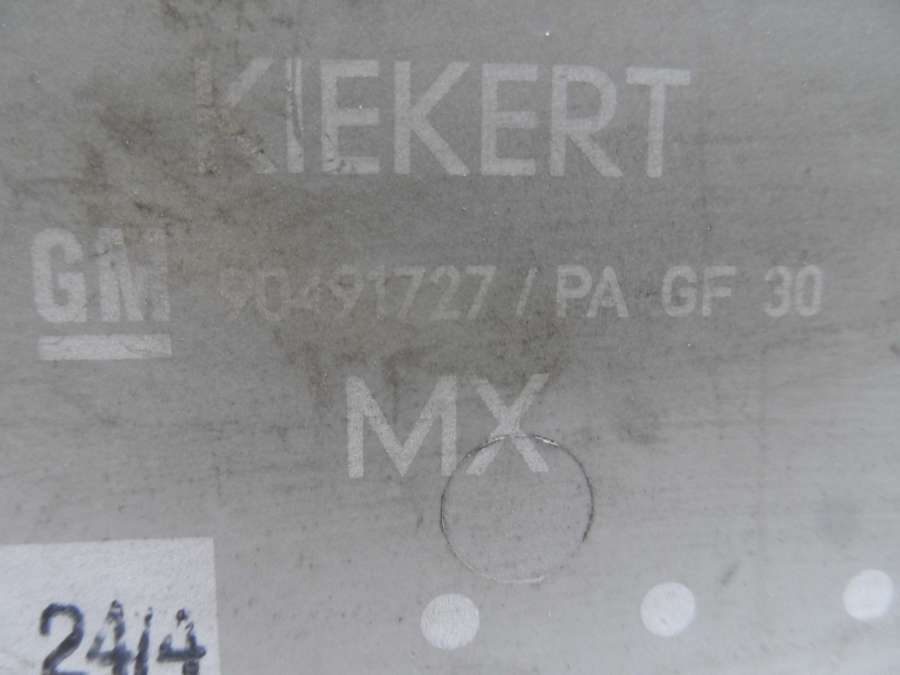 KIEKERT
GM 90491727 / PA GF 30
MX
2414